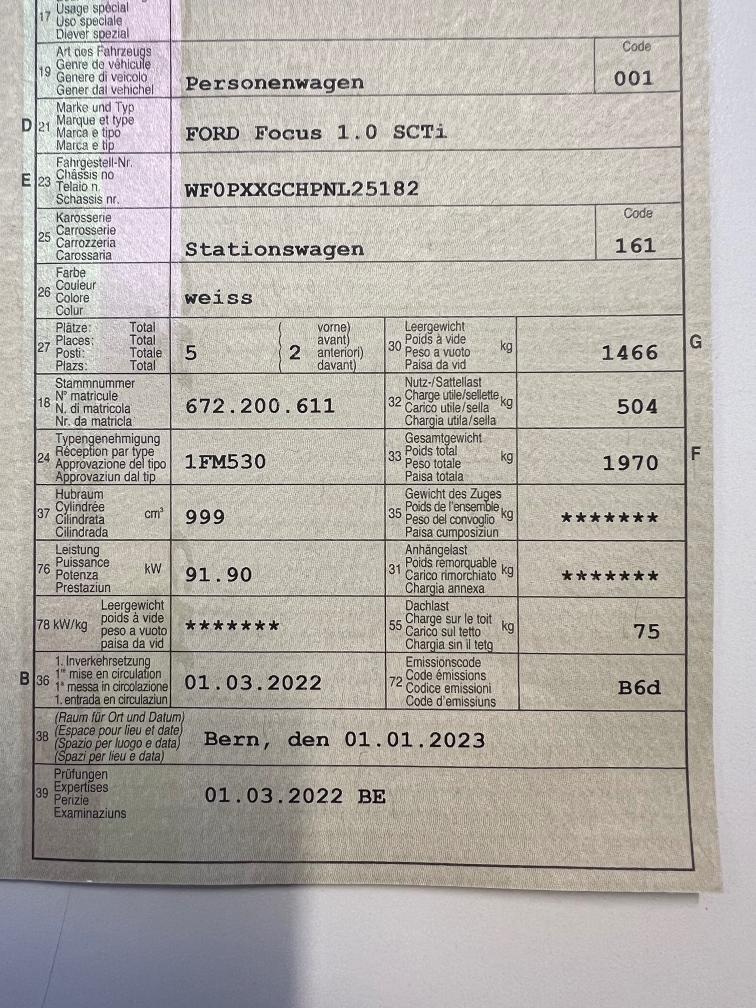 17 Usage spécial
Uso speciale
Diever spezial
19 Art des Fahrzeugs
Genre de véhicule
Genere di veicolo
Gener dal vehichel
Personenwagen
Code
001
D 21 Marke und Typ
Marque et type
Marca e tipo
Marca e tip
FORD Focus 1.0 SCTi
E 23 Fahrgestell-Nr.
Châssis no
Telaio n.
Schassis nr.
WF0PXXGCHPNL25182
25 Karosserie
Carrosserie
Carrozzeria
Carossaria
Stationswagen
Code
161
26 Farbe
Couleur
Colore
Colur
weiss
27 Plätze: Total
Places: Total
Posti: Totale
Plazs: Total
5
2
vorne)
avant)
anteriori)
davant)
30 Leergewicht
Poids à vide
Peso a vuoto
Paisa da vid
kg
1466
G
18 Stammnummer
N° matricule
N. di matricola
Nr. da matricla
672.200.611
32 Nutz-/Sattellast
Charge utile/sellette
Carico utile/sella
Chargia utila/sella
kg
504
24 Typengenehmigung
Réception par type
Approvazione del tipo
Approvaziun dal tip
1FM530
33 Gesamtgewicht
Poids total
Peso totale
Paisa totala
kg
1970
F
37 Hubraum
Cylindrée
Cilindrata
Cilindrada
cm³
999
35 Gewicht des Zuges
Poids de l'ensemble
Peso del convoglio
Paisa cumposiziun
kg
*******
76 Leistung
Puissance
Potenza
Prestaziun
kW
91.90
31 Anhängelast
Poids remorquable
Carico rimorchiato
Chargia annexa
kg
*******
78 kW/kg
Leergewicht
poids à vide
peso a vuoto
paisa da vid
*******
55 Dachlast
Charge sur le toit
Carico sul tetto
Chargia sin il tetg
kg
75
B 36 1. Inverkehrsetzung
1re mise en circulation
1a messa in circolazione
1. entrada en circulaziun
01.03.2022
72 Emissionscode
Code émissions
Codice emissioni
Code d'emissiuns
B6d
38 (Raum für Ort und Datum)
(Espace pour lieu et date)
(Spazio per luogo e data)
(Spazi per lieu e data)
Bern, den 01.01.2023
39 Prüfungen
Expertises
Perizie
Examinaziuns
01.03.2022 BE